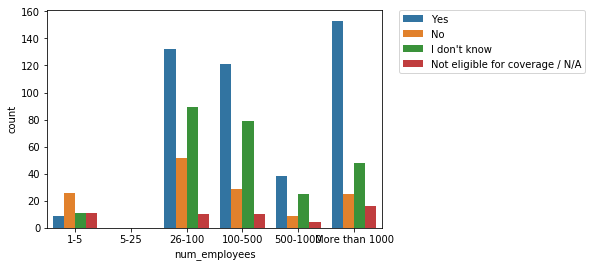 160
140
120
100
80
60
40
20
0
count
1-5
5-25
26-100
100-500
500-1000
More than 1000
num_employees
Yes
No
I don't know
Not eligible for coverage / N/A